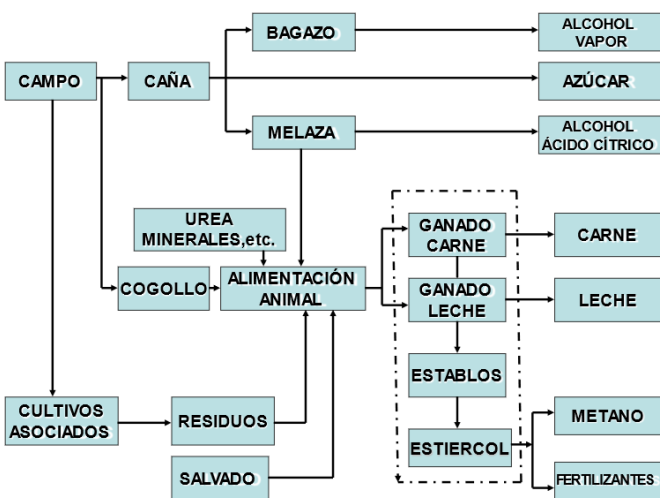 BAGAZO
ALCOHOL
VAPOR
CAMPO
CAÑA
AZÚCAR
MELAZA
ALCOHOL
ÁCIDO CÍTRICO
UREA
MINERALES,etc.
GANADO
CARNE
CARNE
COGOLLO
ALIMENTACIÓN
ANIMAL
GANADO
LECHE
LECHE
ESTABLOS
CULTIVOS
ASOCIADOS
RESIDUOS
ESTIERCOL
METANO
SALVADO
FERTILIZANTES